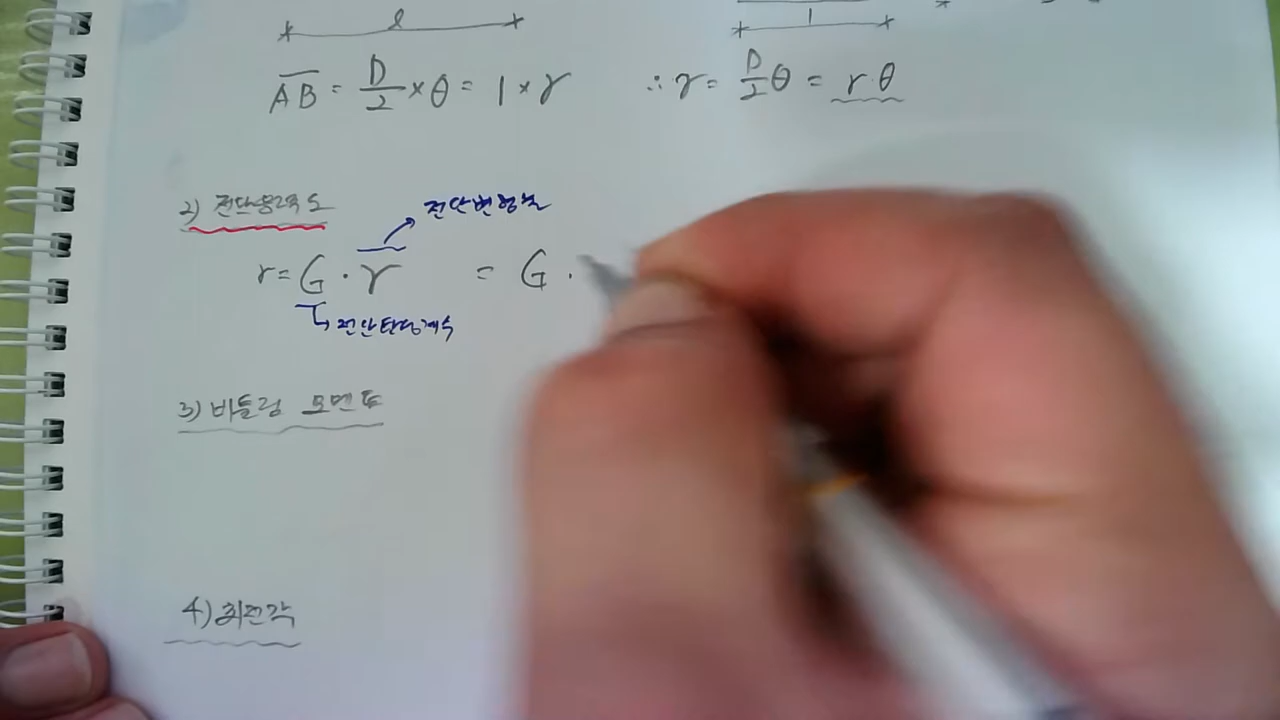 l
1
AB = D/2 × θ = 1 × γ
∴ γ = D/2 θ = r·θ
2) 전단응력도
전단변형률
r = G · γ = G ·
전단탄성계수
3) 비틀림 모멘트
4) 회전각